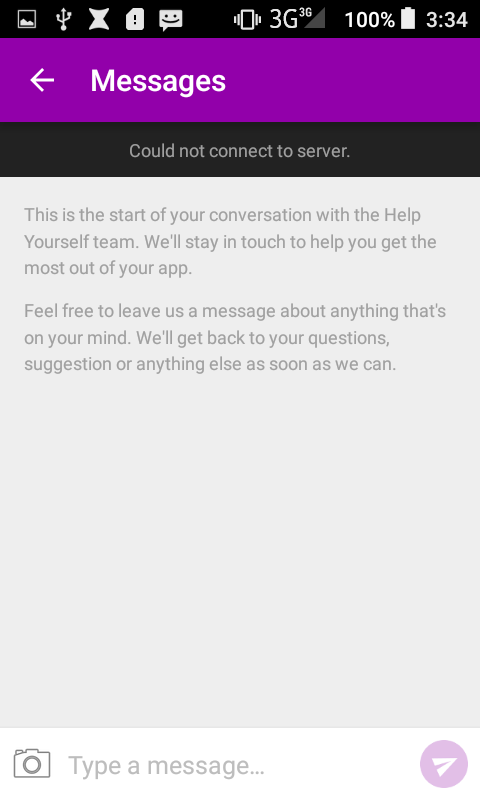 3G 3G 100% 3:34
Messages
Could not connect to server.
This is the start of your conversation with the Help
Yourself team. We'll stay in touch to help you get the
most out of your app.
Feel free to leave us a message about anything that's
on your mind. We'll get back to your questions,
suggestion or anything else as soon as we can.
Type a message…